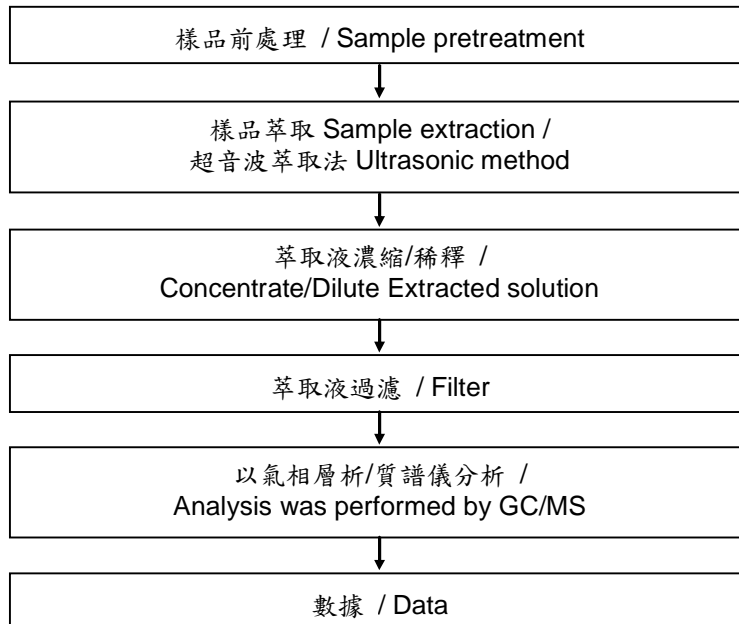 樣品前處理 / Sample pretreatment
樣品萃取 Sample extraction /
超音波萃取法 Ultrasonic method
萃取液濃縮/稀釋 /
Concentrate/Dilute Extracted solution
萃取液過濾 / Filter
以氣相層析/質譜儀分析 /
Analysis was performed by GC/MS
數據 / Data